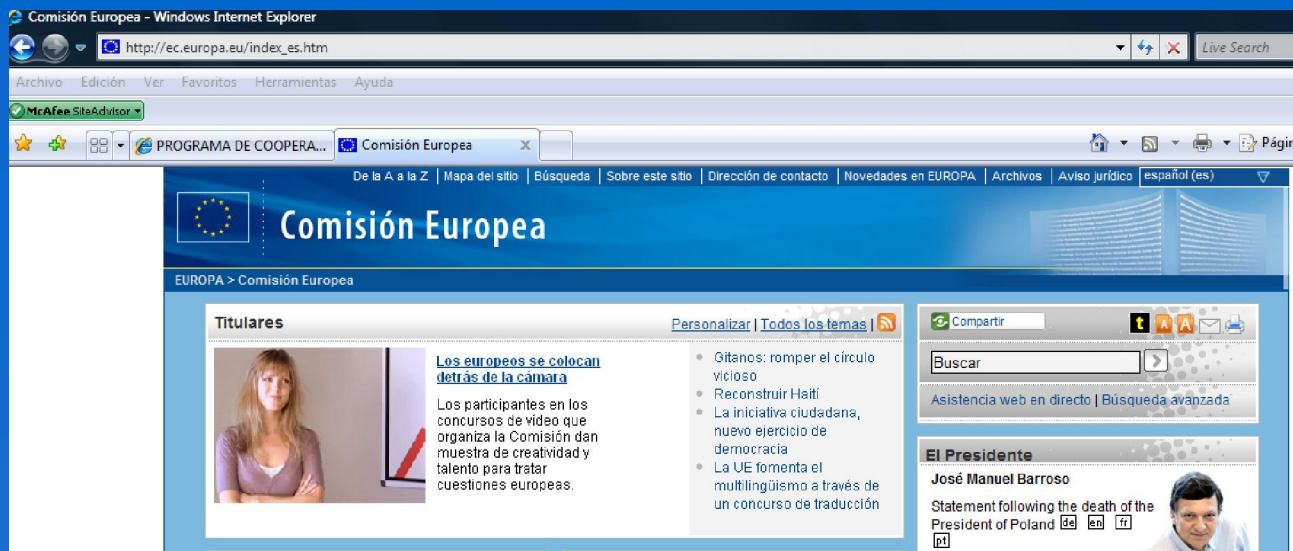 Comisión Europea - Windows Internet Explorer
http://ec.europa.eu/index_es.htm
Live Search
Archivo Edición Ver Favoritos Herramientas Ayuda
McAfee SiteAdvisor
PROGRAMA DE COOPERA... Comisión Europea x
Págin
De la A a la Z | Mapa del sitio | Búsqueda | Sobre este sitio | Dirección de contacto | Novedades en EUROPA | Archivos | Aviso jurídico español (es)
Comisión Europea
EUROPA > Comisión Europea
Titulares
Personalizar | Todos los temas |
Los europeos se colocan
detrás de la cámara
Los participantes en los
concursos de vídeo que
organiza la Comisión dan
muestra de creatividad y
talento para tratar
cuestiones europeas.
Gitanos: romper el círculo
vicioso
Reconstruir Haití
La iniciativa ciudadana,
nuevo ejercicio de
democracia
La UE fomenta el
multilingüismo a través de
un concurso de traducción
Compartir
t A A
Buscar
Asistencia web en directo | Búsqueda avanzada
El Presidente
José Manuel Barroso
Statement following the death of the
President of Poland de en fr
pt